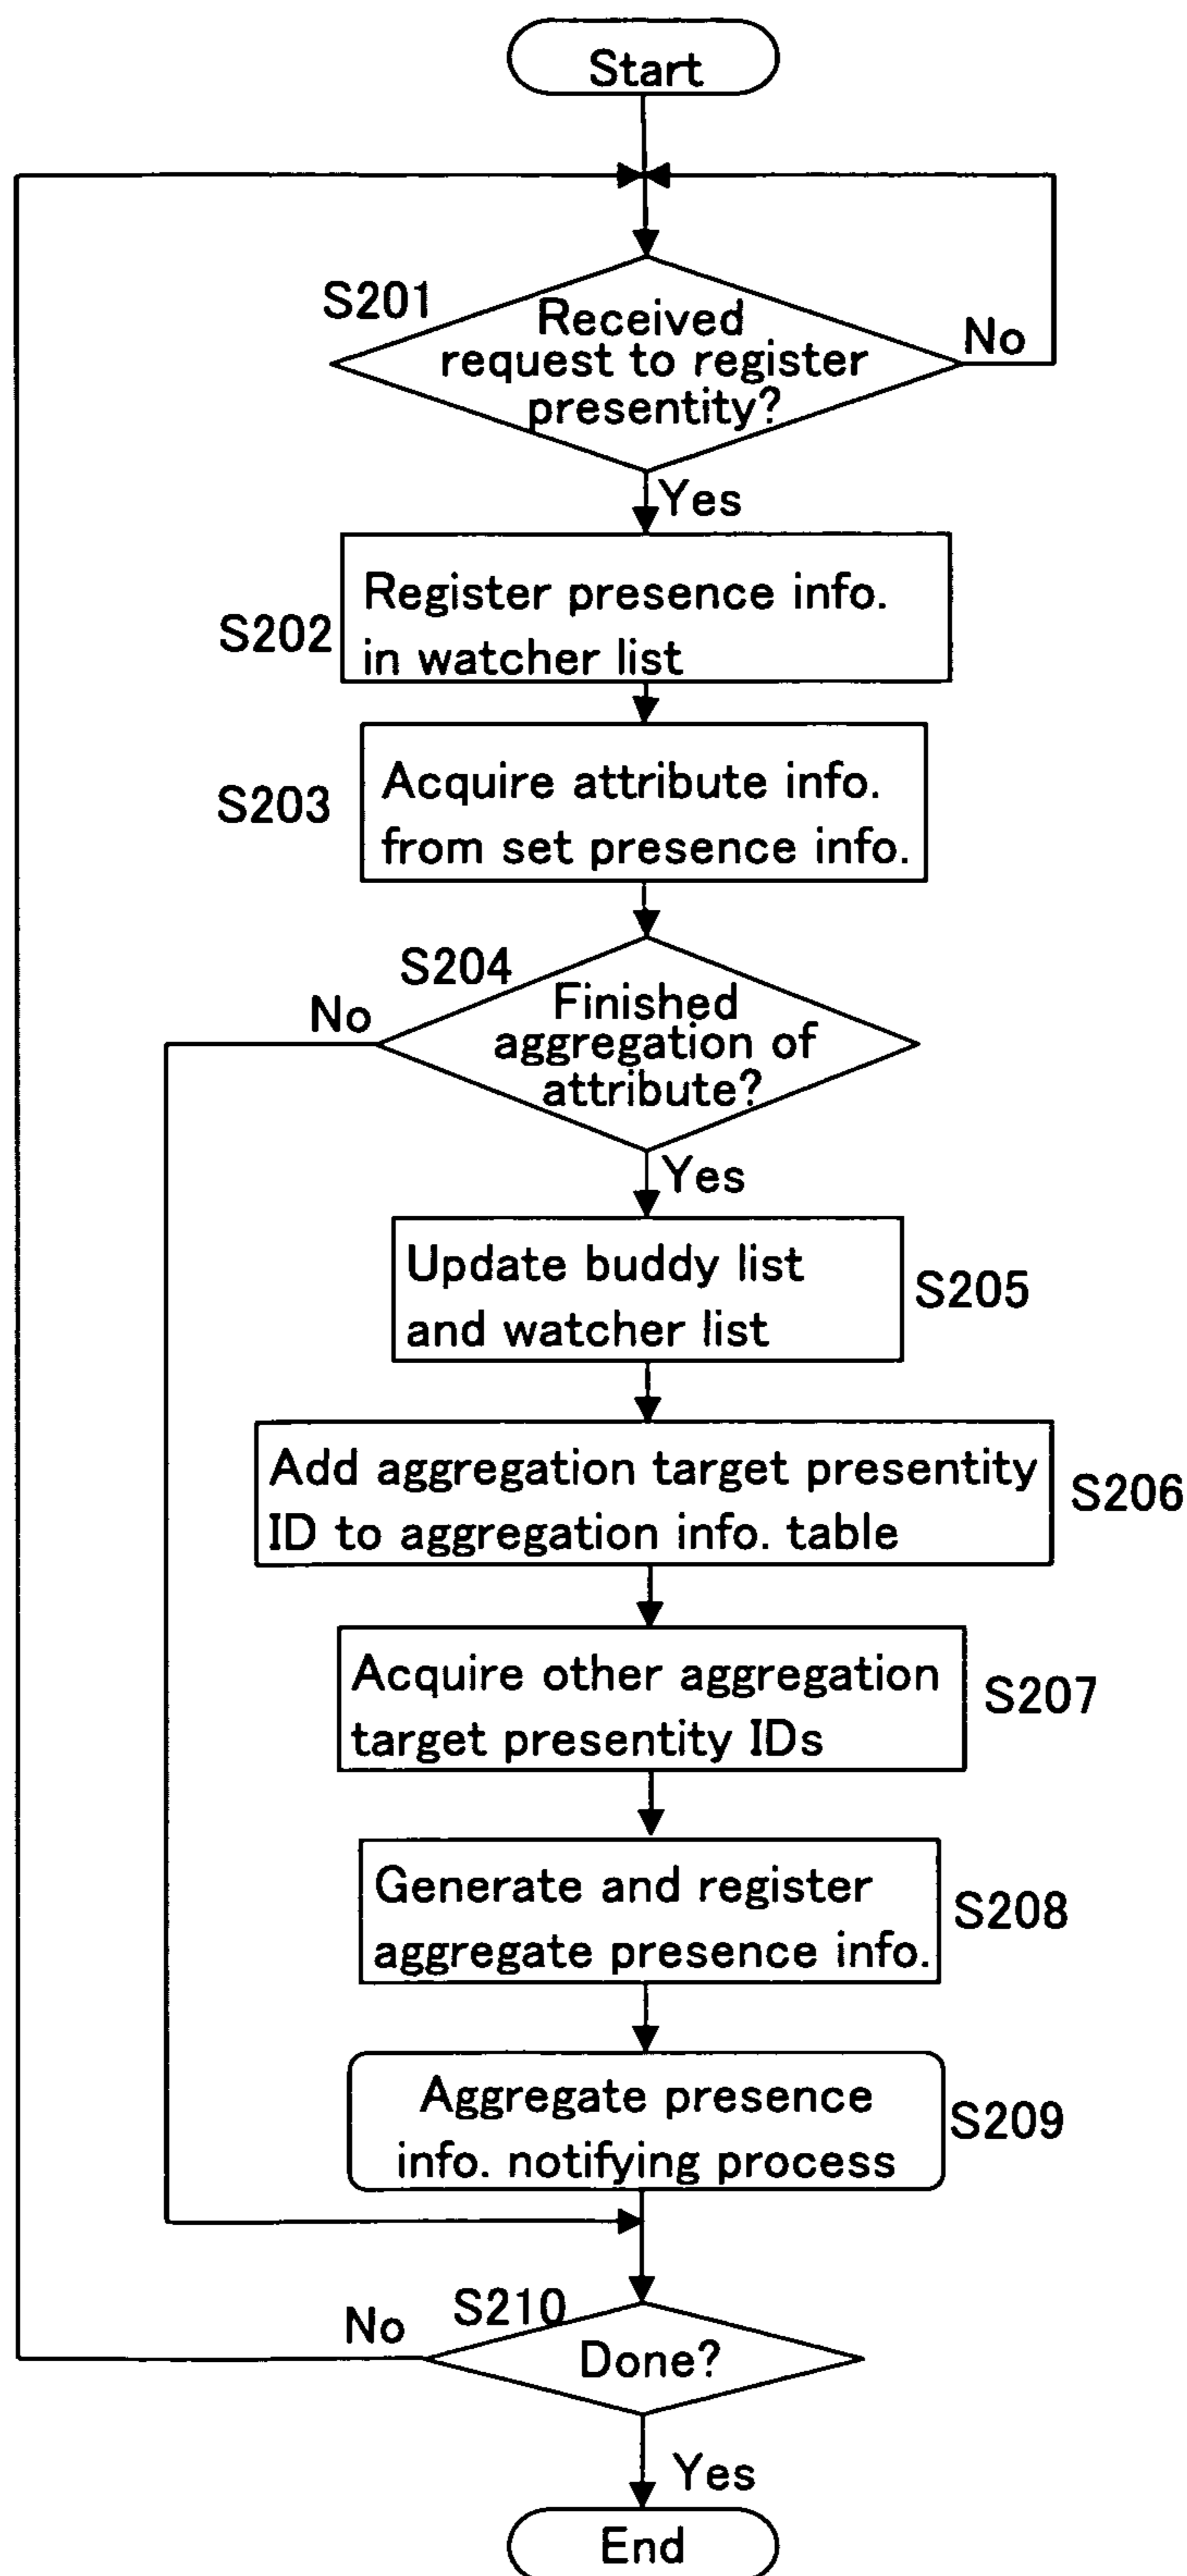 Start
S201
Received
request to register
presentity?
No
Yes
S202
Register presence info.
in watcher list
S203
Acquire attribute info.
from set presence info.
S204
No
Finished
aggregation of
attribute?
Yes
Update buddy list
and watcher list
S205
Add aggregation target presentity
ID to aggregation info. table
S206
Acquire other aggregation
target presentity IDs
S207
Generate and register
aggregate presence info.
S208
Aggregate presence
info. notifying process
S209
S210
No
Done?
Yes
End